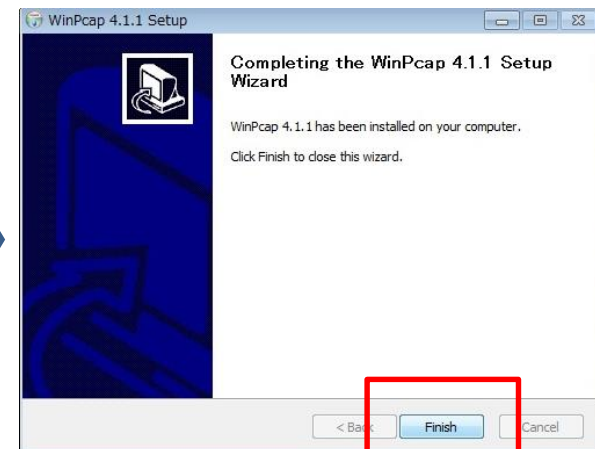 WinPcap 4.1.1 Setup
Completing the WinPcap 4.1.1 Setup
Wizard
WinPcap 4.1.1 has been installed on your computer.
Click Finish to close this wizard.
< Back Finish Cancel